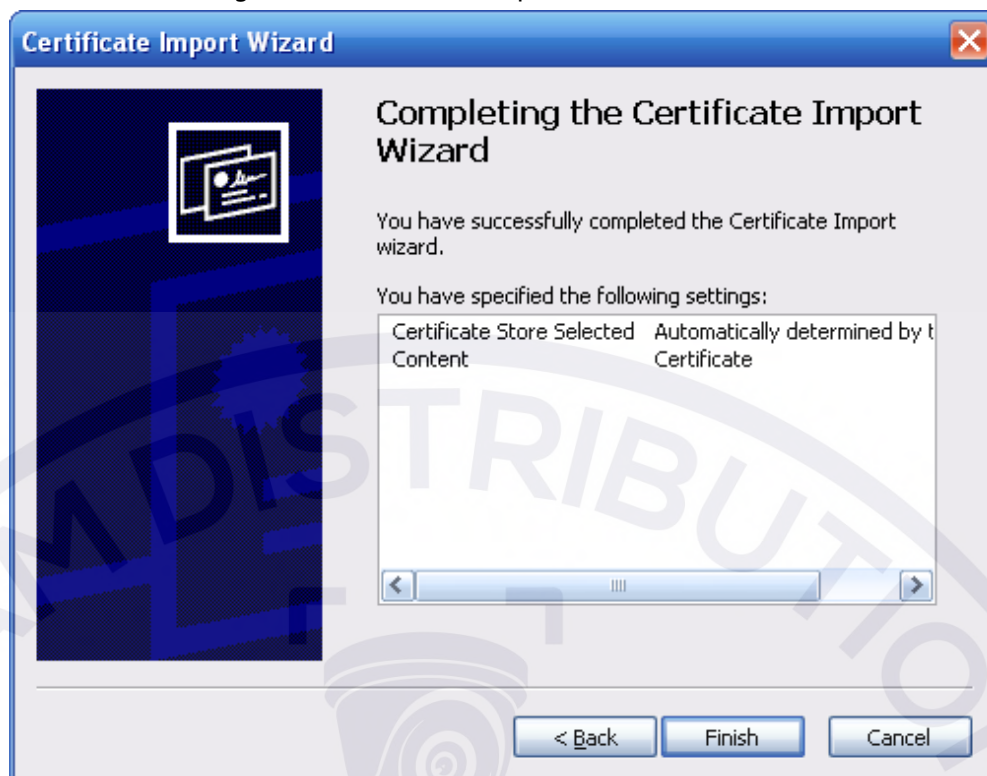 Certificate Import Wizard
Completing the Certificate Import
Wizard
You have successfully completed the Certificate Import
wizard.
You have specified the following settings:
Certificate Store Selected Automatically determined by t
Content Certificate
DISTRIBUTIO
< Back Finish Cancel